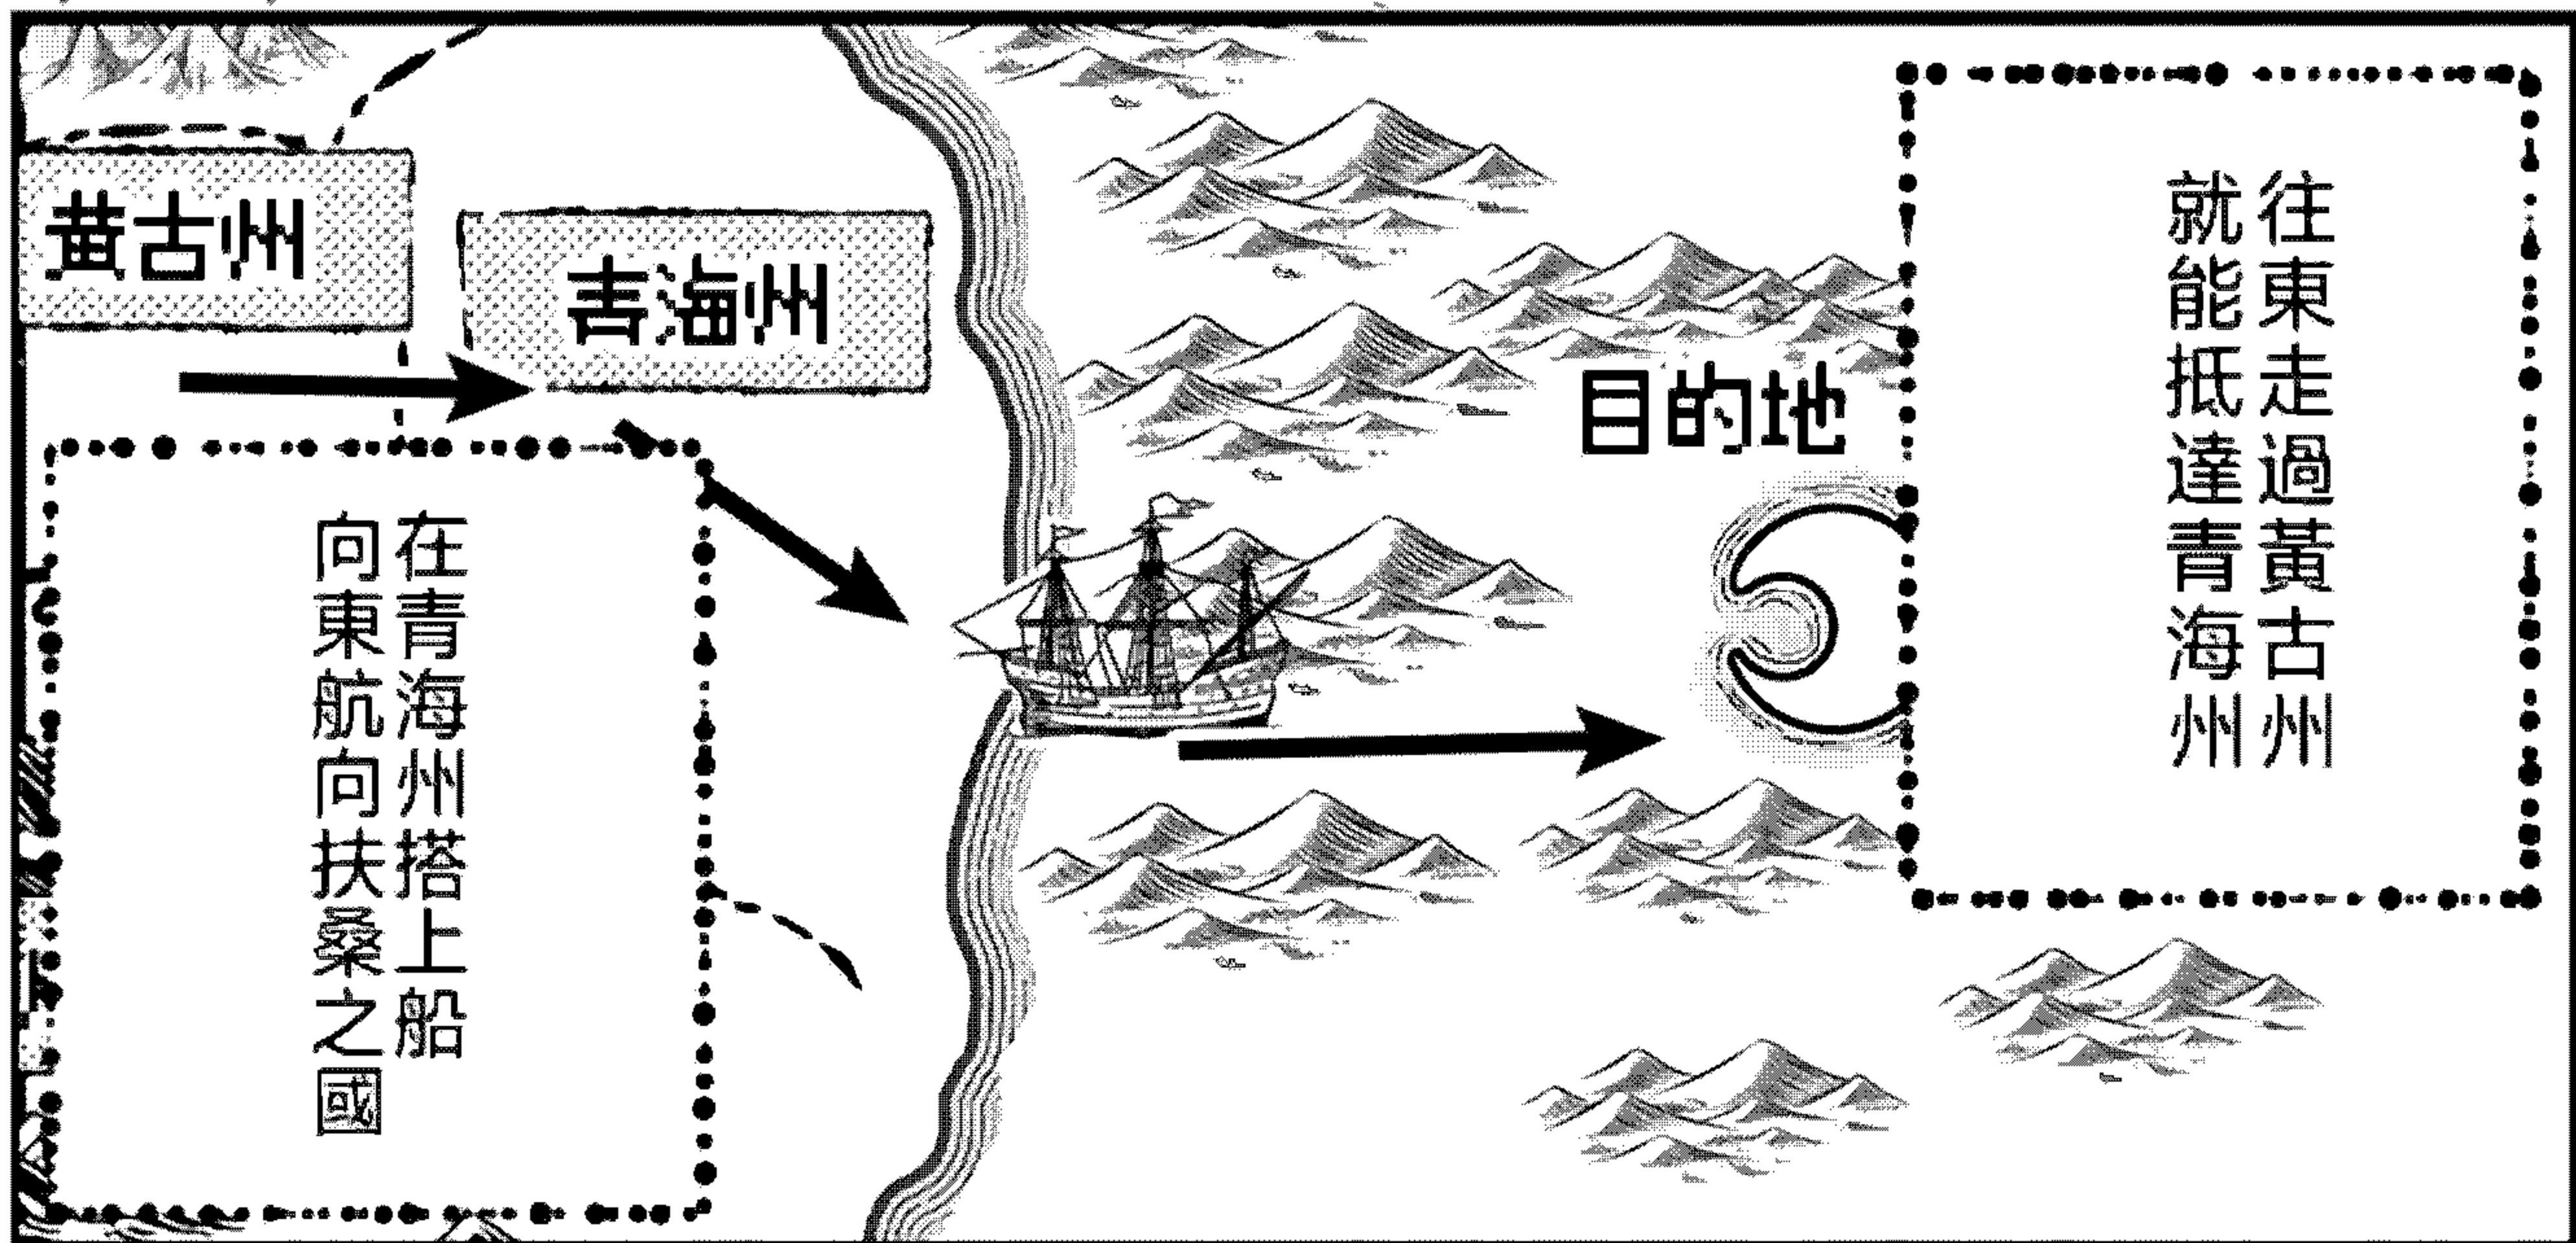 往東走過黃古州
就能抵達青海州
目的地
青海州
黃古州
在青海州搭上船
向東航向扶桑之國